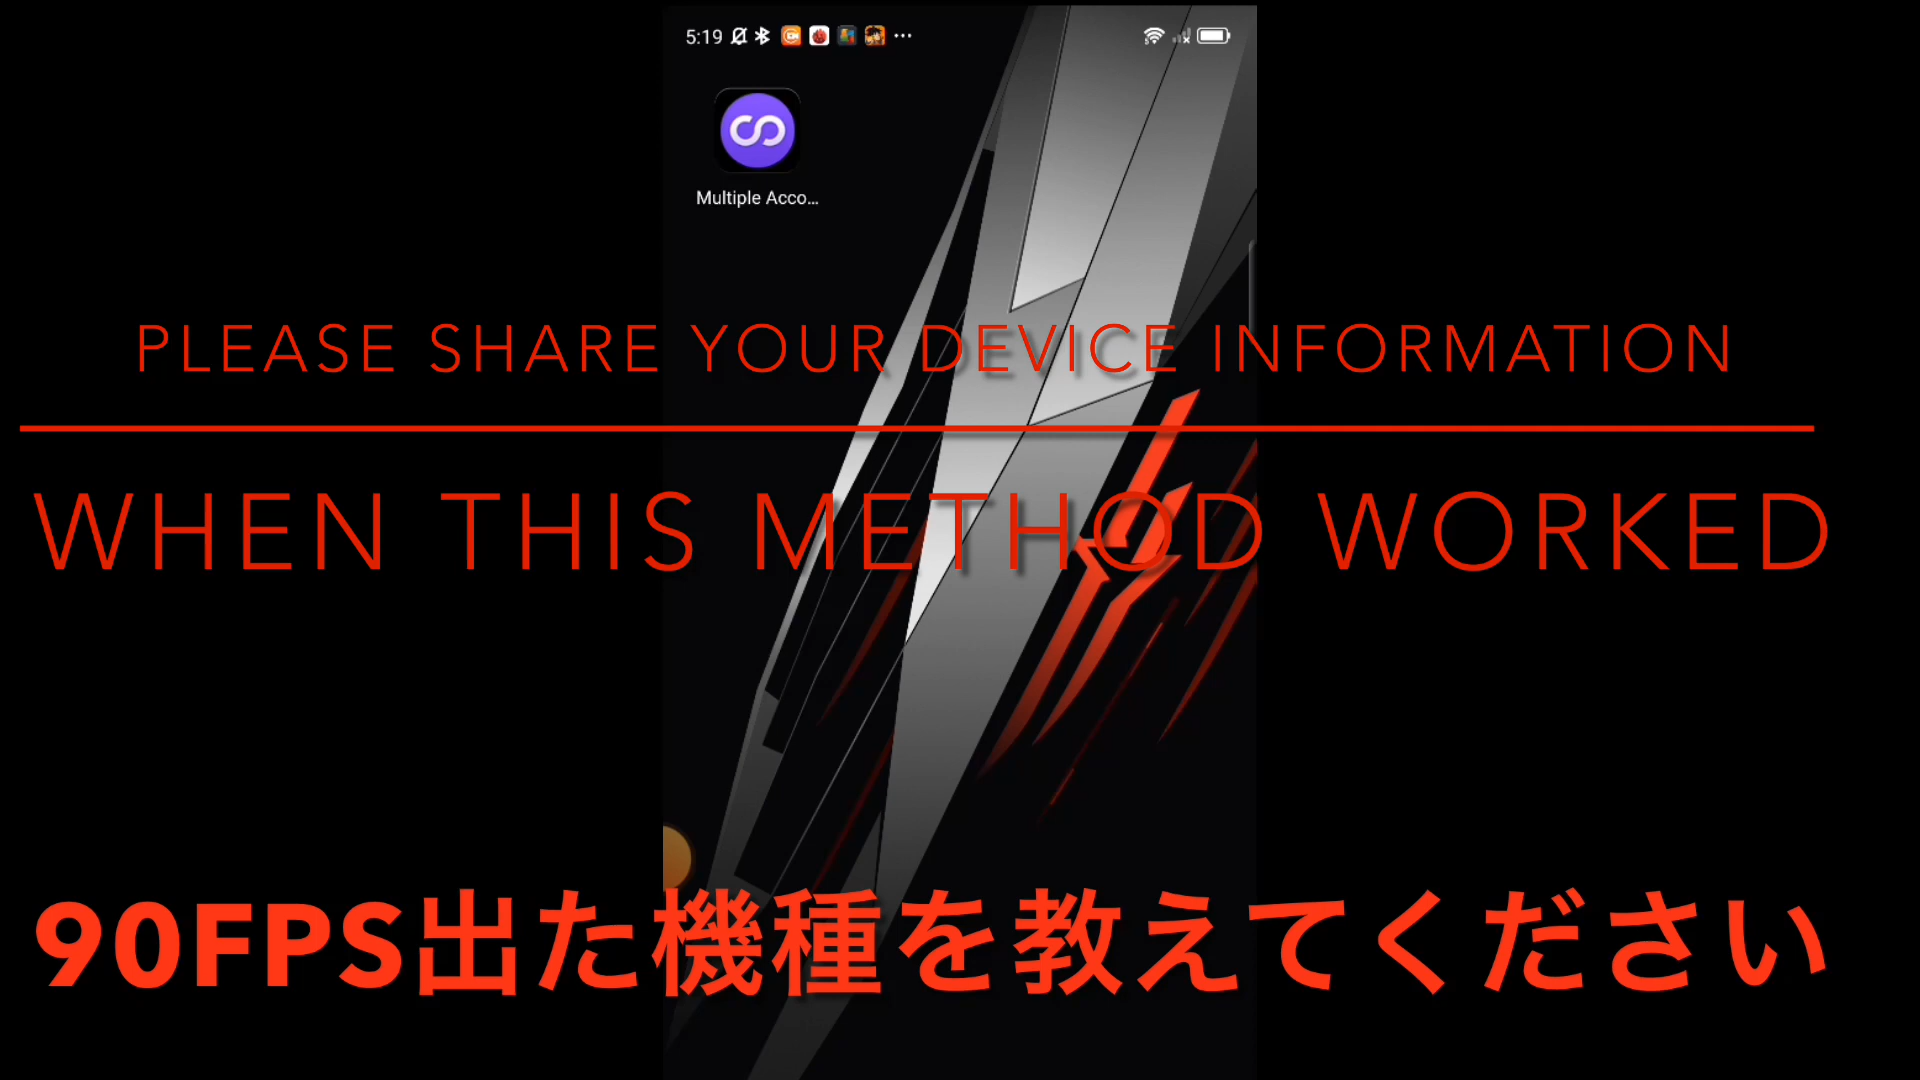 5:19
Multiple Acco...
PLEASE SHARE YOUR DEVICE INFORMATION
WHEN THIS METHOD WORKED
90FPS出た機種を教えてください